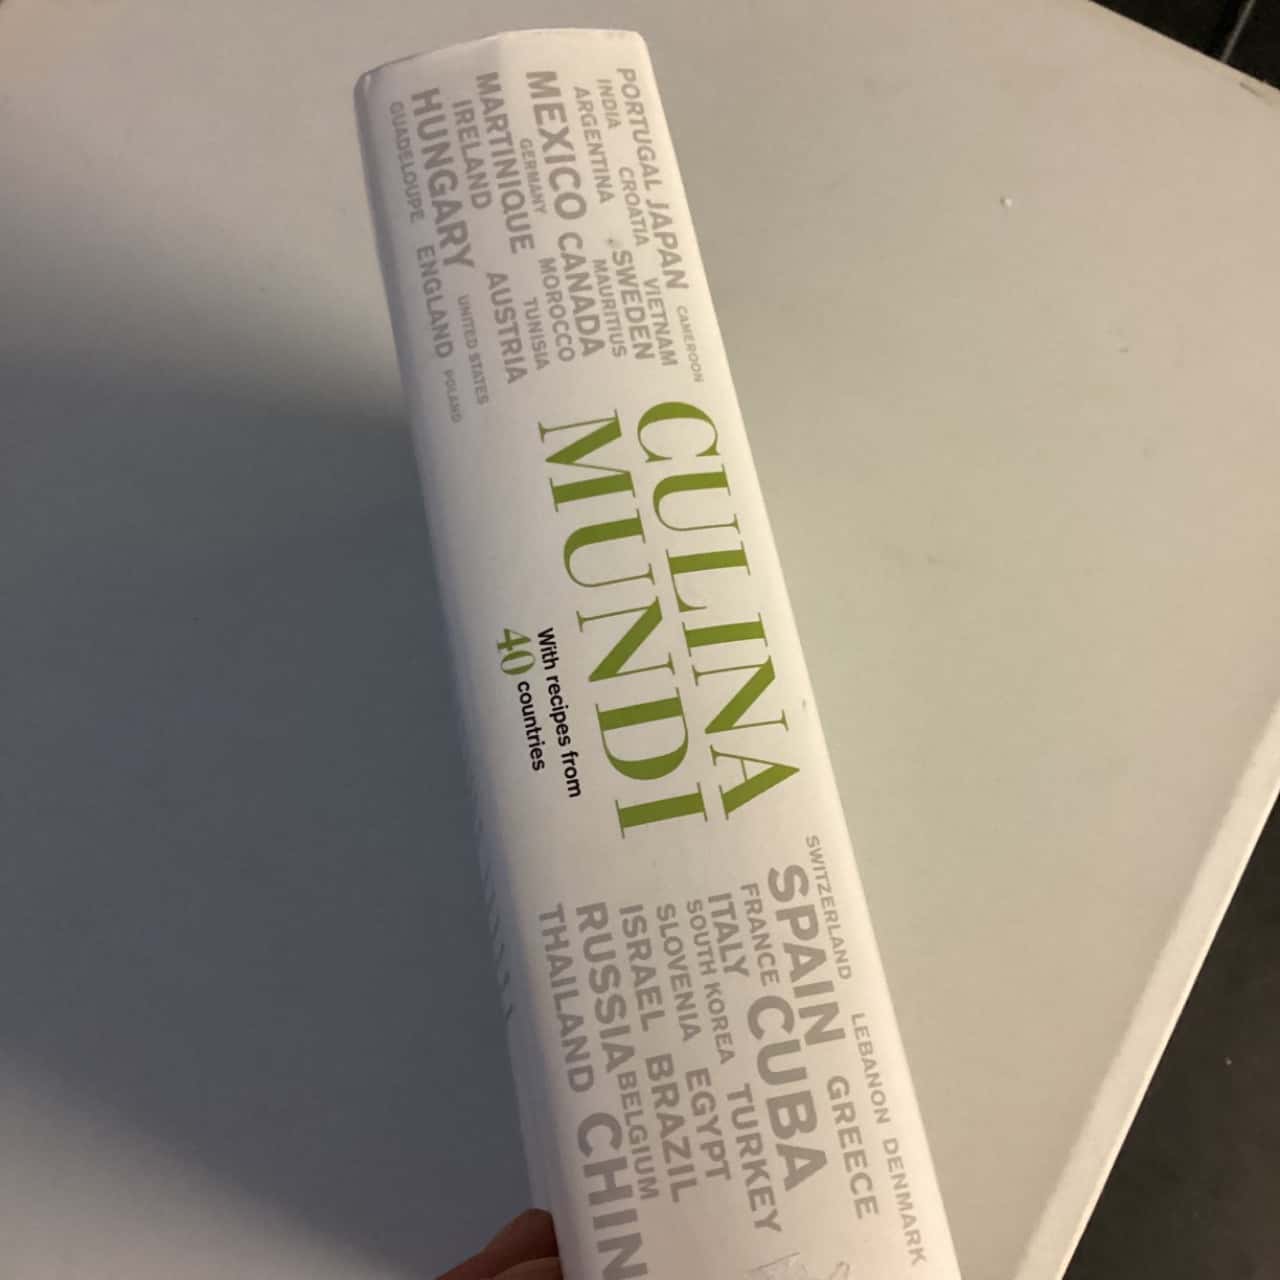 PORTUGAL JAPAN CAMEROON
INDIA CROATIA VIETNAM
ARGENTINA SWEDEN
MEXICO CANADA MAURITIUS
GERMANY MOROCCO
MARTINIQUE TUNISIA
IRELAND AUSTRIA
HUNGARY UNITED STATES
GUADELOUPE ENGLAND POLAND
CULINA
MUNDI
With recipes from
40 countries
SWITZERLAND LEBANON DENMARK
SPAIN GREECE
FRANCE CUBA
ITALY TURKEY
SOUTH KOREA
SLOVENIA EGYPT
ISRAEL BRAZIL
RUSSIA BELGIUM
THAILAND CHIN